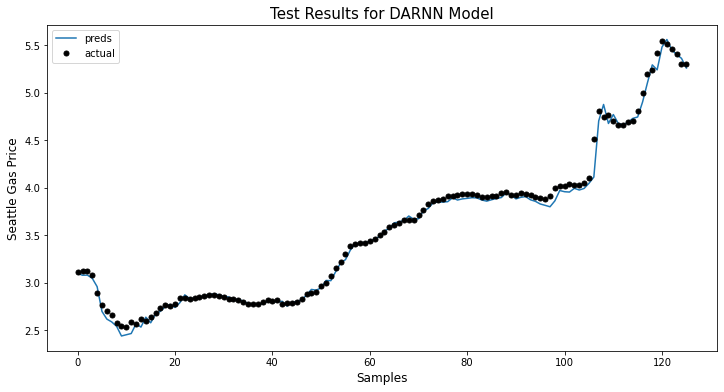 Test Results for DARNN Model
preds
actual
Seattle Gas Price
5.5
5.0
4.5
4.0
3.5
3.0
2.5
0 20 40 60 80 100 120
Samples